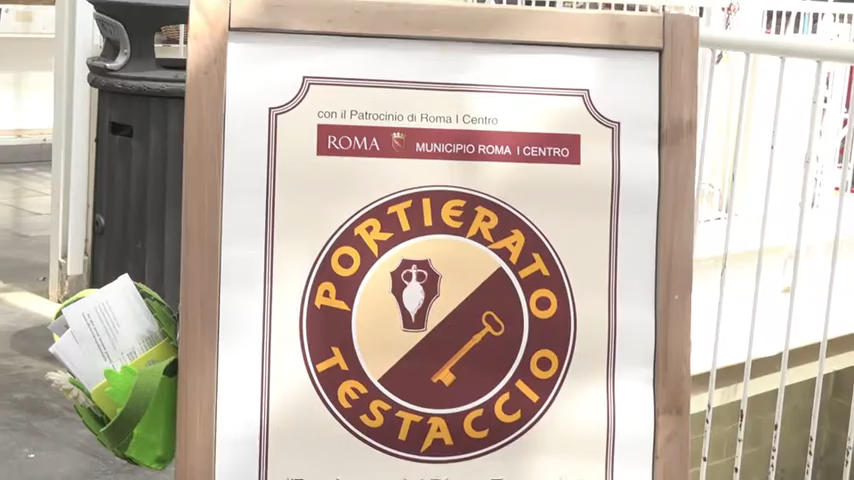 con il Patrocinio di Roma I Centro
ROMA MUNICIPIO ROMA I CENTRO
PORTIERATO
TESTACCIO